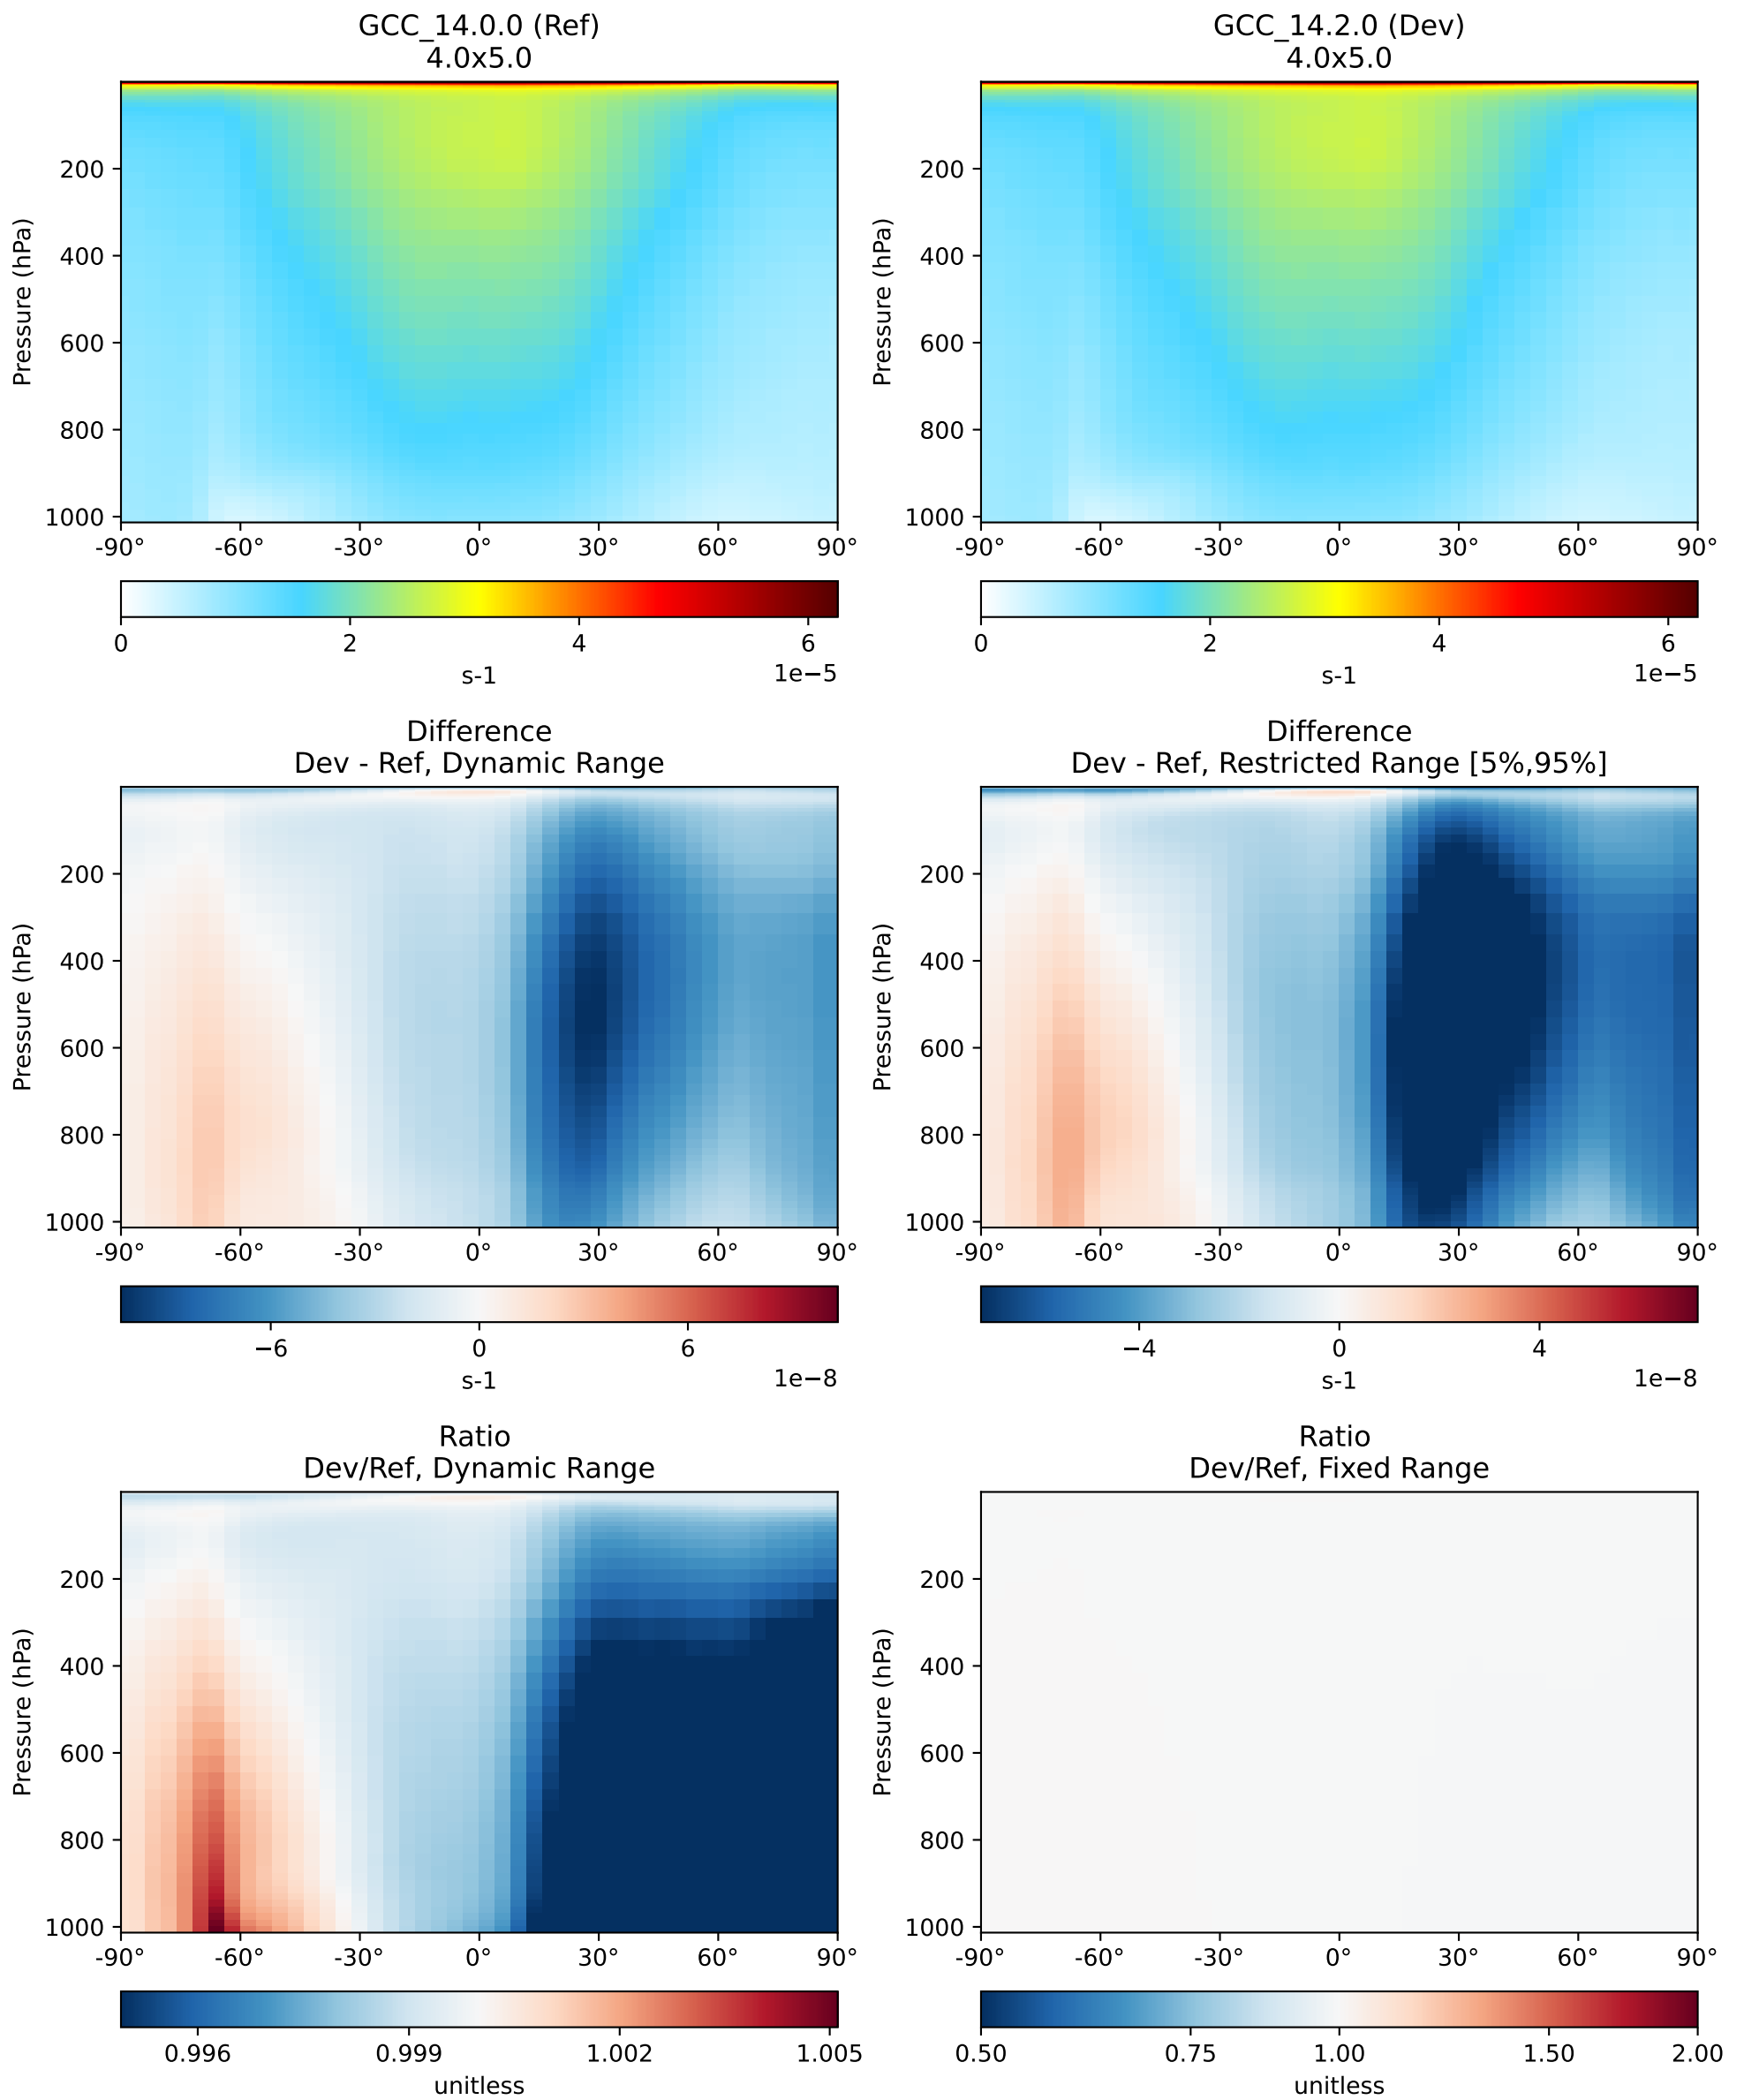 GCC_14.0.0 (Ref)
4.0x5.0
Pressure (hPa)
200
400
600
800
1000
-90° -60° -30° 0° 30° 60° 90°
0 2 4 6
1e−5
s-1
GCC_14.2.0 (Dev)
4.0x5.0
Pressure (hPa)
200
400
600
800
1000
-90° -60° -30° 0° 30° 60° 90°
0 2 4 6
1e−5
s-1
Difference
Dev - Ref, Dynamic Range
Pressure (hPa)
200
400
600
800
1000
-90° -60° -30° 0° 30° 60° 90°
−6 0 6
1e−8
s-1
Difference
Dev - Ref, Restricted Range [5%,95%]
Pressure (hPa)
200
400
600
800
1000
-90° -60° -30° 0° 30° 60° 90°
−4 0 4
1e−8
s-1
Ratio
Dev/Ref, Dynamic Range
Pressure (hPa)
200
400
600
800
1000
-90° -60° -30° 0° 30° 60° 90°
0.996 0.999 1.002 1.005
unitless
Ratio
Dev/Ref, Fixed Range
Pressure (hPa)
200
400
600
800
1000
-90° -60° -30° 0° 30° 60° 90°
0.50 0.75 1.00 1.50 2.00
unitless